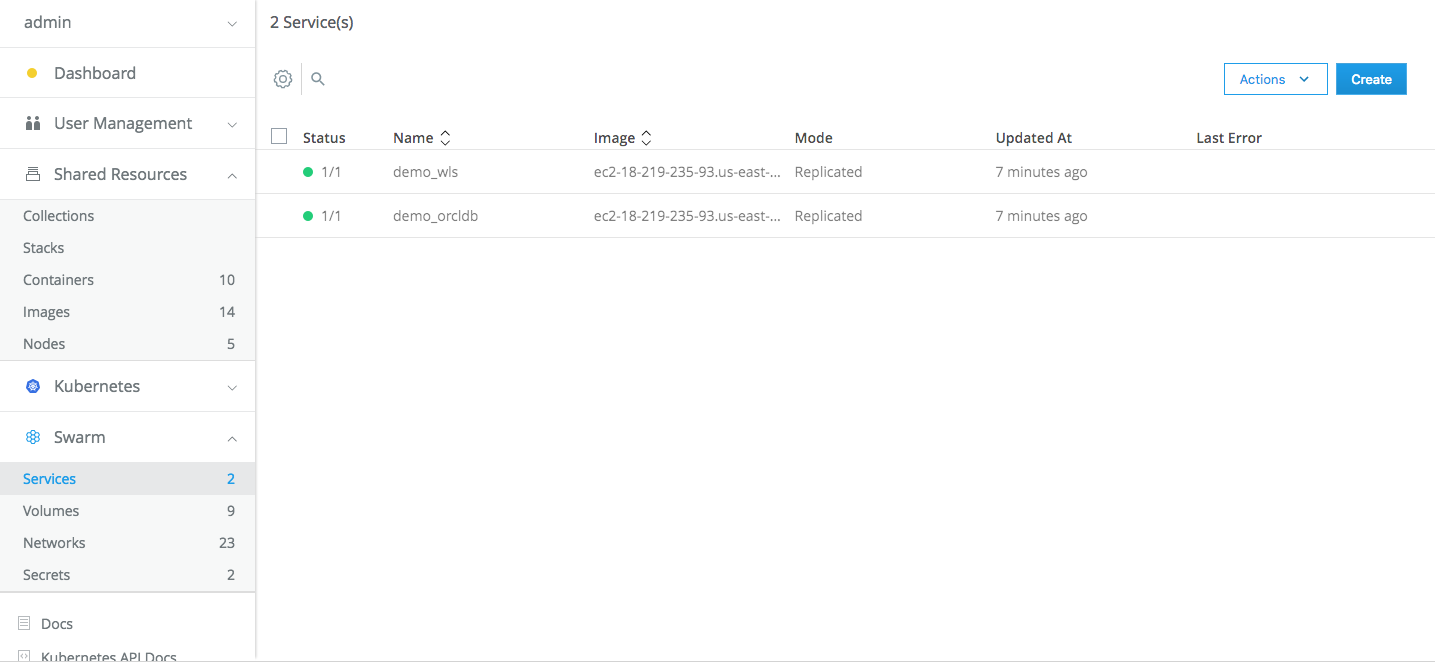 admin
Dashboard
User Management
Shared Resources
Collections
Stacks
Containers 10
Images 14
Nodes 5
Kubernetes
Swarm
Services 2
Volumes 9
Networks 23
Secrets 2
Docs
Kubernetes API Docs
2 Service(s)
Actions Create
Status Name Image Mode Updated At Last Error
1/1 demo_wls ec2-18-219-235-93.us-east-... Replicated 7 minutes ago
1/1 demo_orcldb ec2-18-219-235-93.us-east-... Replicated 7 minutes ago